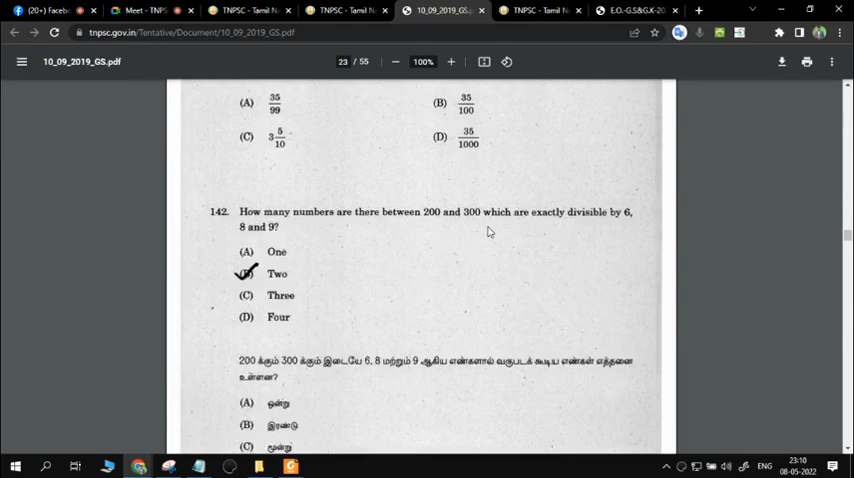 (20+) Faceboo
Meet - TNPS
TNPSC - Tamil Na
TNPSC - Tamil Na
10_09_2019_GS.p
TNPSC - Tamil Na
E.O.-G.S&G.K-20
tnpsc.gov.in/Tentative/Document/10_09_2019_GS.pdf
10_09_2019_GS.pdf
23 / 55
100%
(A) 35/99
(B) 35/100
(C) 3 5/10
(D) 35/1000
142. How many numbers are there between 200 and 300 which are exactly divisible by 6,
8 and 9?
(A) One
(B) Two
(C) Three
(D) Four
200 க்கும் 300 க்கும் இடையே 6, 8 மற்றும் 9 ஆகிய எண்களால் வகுபடக் கூடிய எண்கள் எத்தனை
உள்ளன?
(A) ஒன்று
(B) இரண்டு
(C) மூன்று
ENG
23:10
08-05-2022